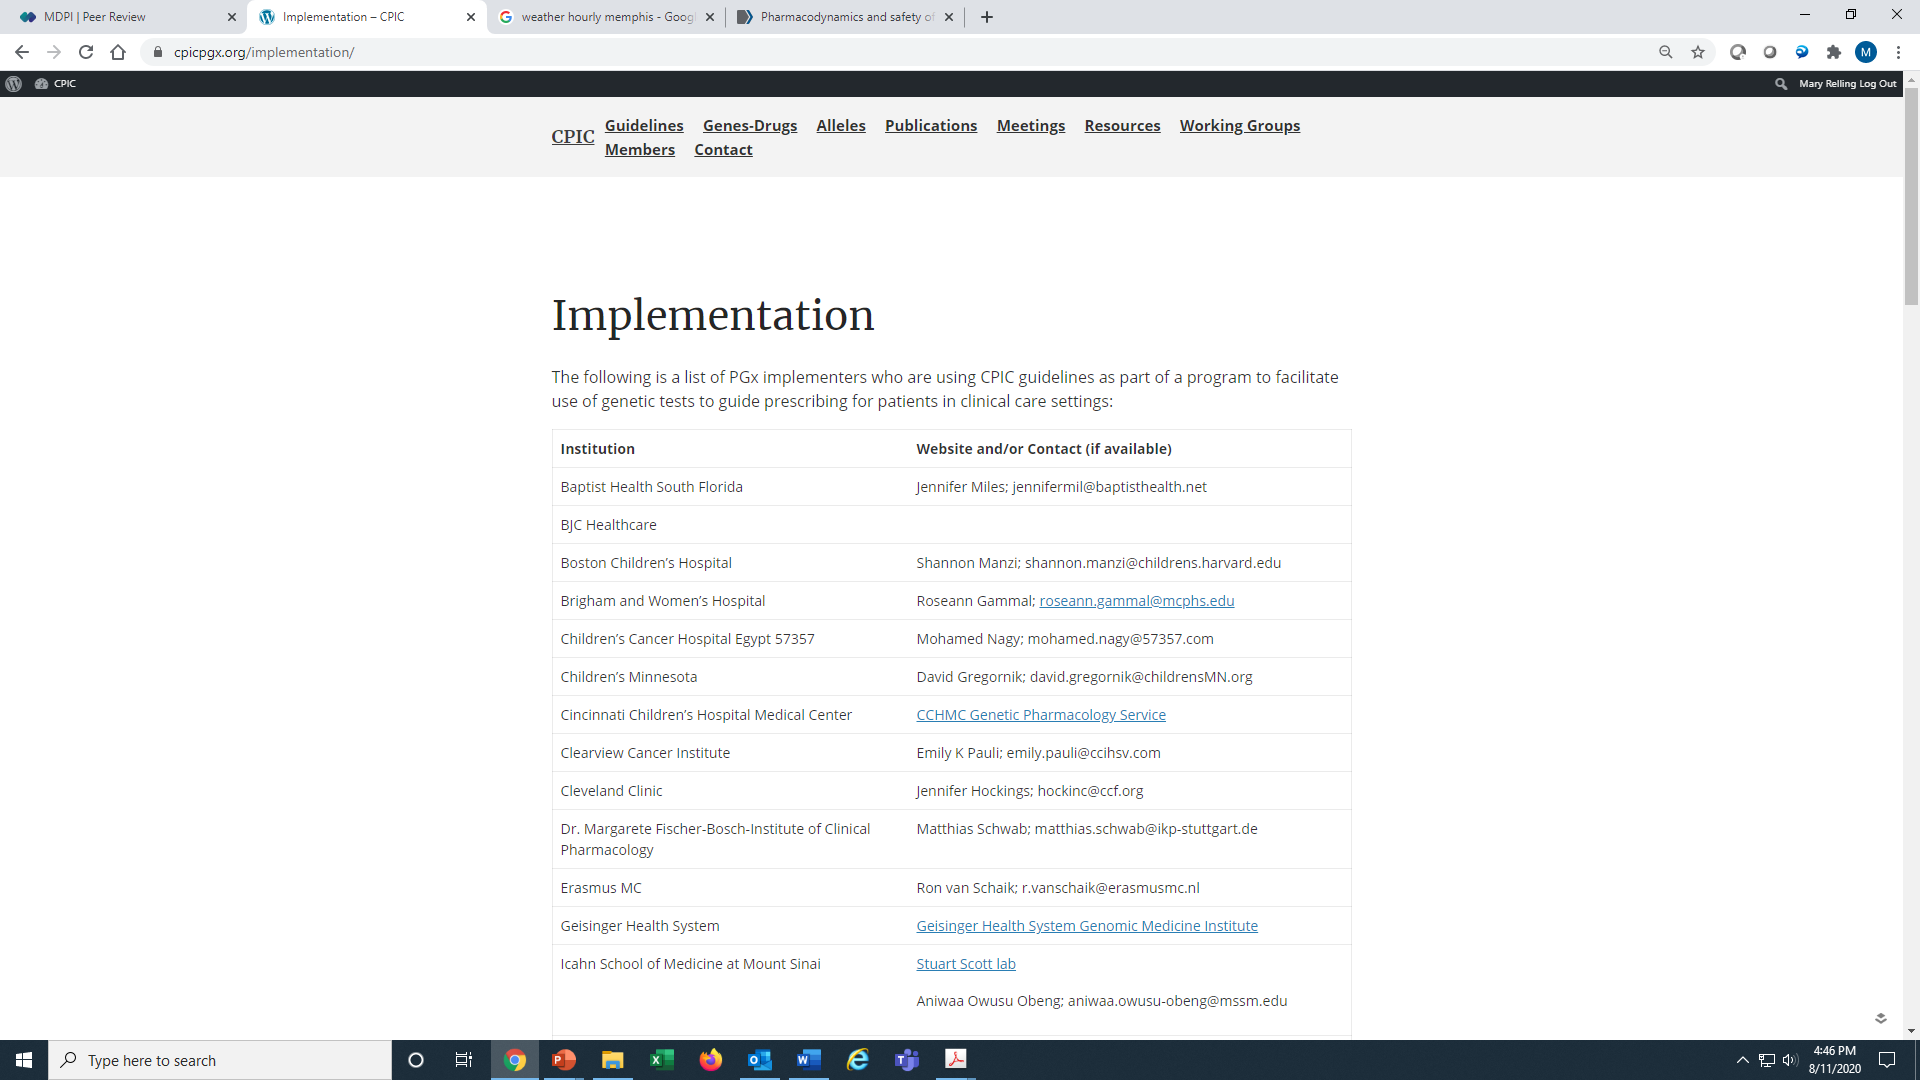 MDPI | Peer Review
Implementation – CPIC
weather hourly memphis - Goog
Pharmacodynamics and safety of
cpicpgx.org/implementation/
M
CPIC
Mary Relling Log Out
CPIC
Guidelines Genes-Drugs Alleles Publications Meetings Resources Working Groups
Members Contact
Implementation
The following is a list of PGx implementers who are using CPIC guidelines as part of a program to facilitate
use of genetic tests to guide prescribing for patients in clinical care settings:
Institution Website and/or Contact (if available)
Baptist Health South Florida Jennifer Miles; jennifermil@baptisthealth.net
BJC Healthcare
Boston Children’s Hospital Shannon Manzi; shannon.manzi@childrens.harvard.edu
Brigham and Women’s Hospital Roseann Gammal; roseann.gammal@mcphs.edu
Children’s Cancer Hospital Egypt 57357 Mohamed Nagy; mohamed.nagy@57357.com
Children’s Minnesota David Gregornik; david.gregornik@childrensMN.org
Cincinnati Children’s Hospital Medical Center CCHMC Genetic Pharmacology Service
Clearview Cancer Institute Emily K Pauli; emily.pauli@ccihsv.com
Cleveland Clinic Jennifer Hockings; hockinc@ccf.org
Dr. Margarete Fischer-Bosch-Institute of Clinical Matthias Schwab; matthias.schwab@ikp-stuttgart.de
Pharmacology
Erasmus MC Ron van Schaik; r.vanschaik@erasmusmc.nl
Geisinger Health System Geisinger Health System Genomic Medicine Institute
Icahn School of Medicine at Mount Sinai Stuart Scott lab
Aniwaa Owusu Obeng; aniwaa.owusu-obeng@mssm.edu
Type here to search
4:46 PM
8/11/2020